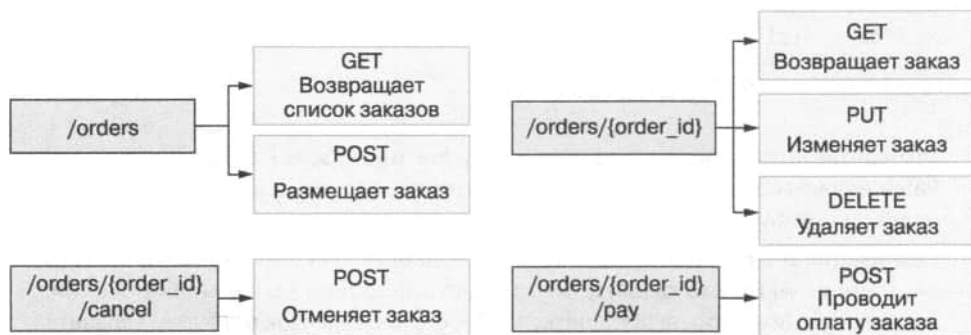 /orders
GET
Возвращает
список заказов
POST
Размещает заказ
/orders/{order_id}
/cancel
POST
Отменяет заказ
/orders/{order_id}
GET
Возвращает заказ
PUT
Изменяет заказ
DELETE
Удаляет заказ
/orders/{order_id}
/pay
POST
Проводит
оплату заказа